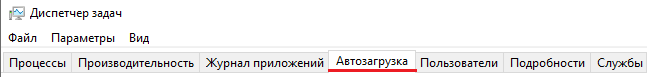 Диспетчер задач
Файл Параметры Вид
Процессы Производительность Журнал приложений Автозагрузка Пользователи Подробности Службы